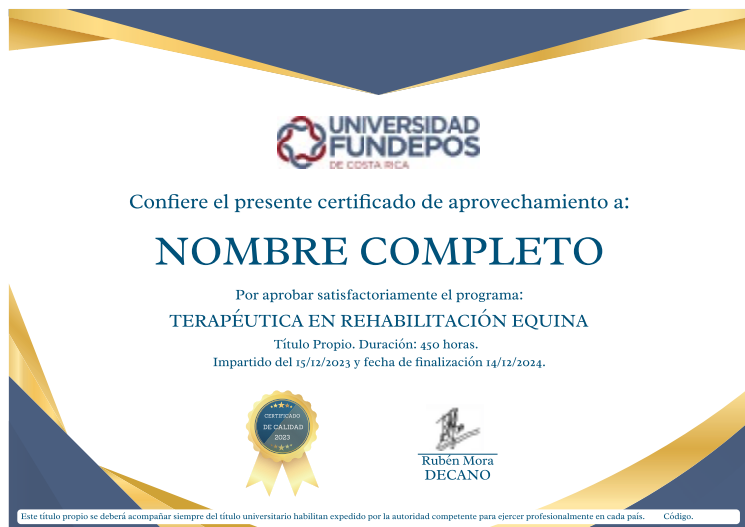 UNIVERSIDAD
FUNDEPOS
DE COSTA RICA
Confiere el presente certificado de aprovechamiento a:
NOMBRE COMPLETO
Por aprobar satisfactoriamente el programa:
TERAPÉUTICA EN REHABILITACIÓN EQUINA
Título Propio. Duración: 450 horas.
Impartido del 15/12/2023 y fecha de finalización 14/12/2024.
CERTIFICADO
DE CALIDAD
2023
Rubén Mora
DECANO
Este título propio se deberá acompañar siempre del título universitario habilitan expedido por la autoridad competente para ejercer profesionalmente en cada país. Código.